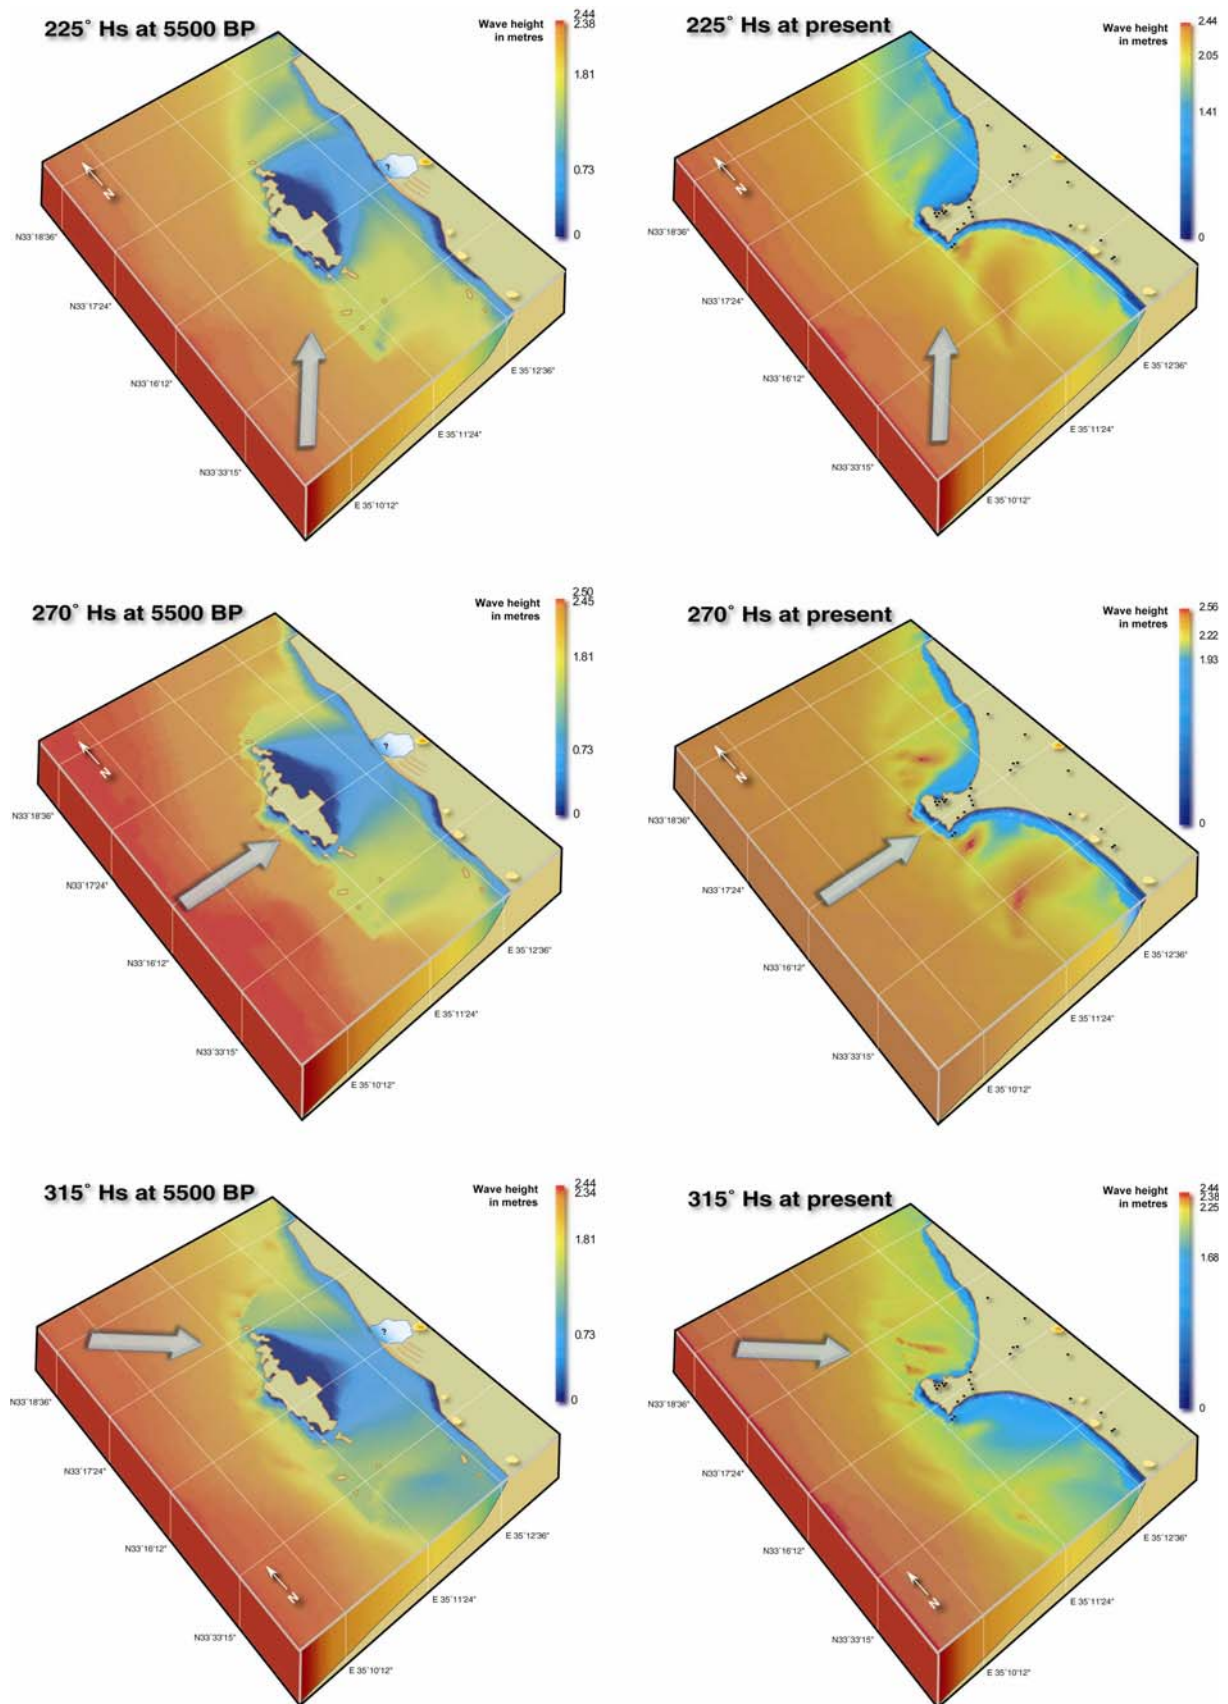 225° Hs at 5500 BP
Wave height
in metres
2.44
2.38
1.81
0.73
0
N
?
N33°18'36"
N33°17'24"
N33°16'12"
N33°33'15"
E 35°10'12"
E 35°11'24"
E 35°12'36"
225° Hs at present
Wave height
in metres
2.44
2.05
1.41
0
N
N33°18'36"
N33°17'24"
N33°16'12"
N33°33'15"
E 35°10'12"
E 35°11'24"
E 35°12'36"
270° Hs at 5500 BP
Wave height
in metres
2.50
2.45
1.81
0.73
0
N
?
N33°18'36"
N33°17'24"
N33°16'12"
N33°33'15"
E 35°10'12"
E 35°11'24"
E 35°12'36"
270° Hs at present
Wave height
in metres
2.56
2.22
1.93
0
N
N33°18'36"
N33°17'24"
N33°16'12"
N33°33'15"
E 35°10'12"
E 35°11'24"
E 35°12'36"
315° Hs at 5500 BP
Wave height
in metres
2.44
2.34
1.81
0.73
0
?
N33°18'36"
N33°17'24"
N33°16'12"
N33°33'15"
N
E 35°10'12"
E 35°11'24"
E 35°12'36"
315° Hs at present
Wave height
in metres
2.44
2.38
2.25
1.68
0
N33°18'36"
N33°17'24"
N33°16'12"
N33°33'15"
N
E 35°10'12"
E 35°11'24"
E 35°12'36"